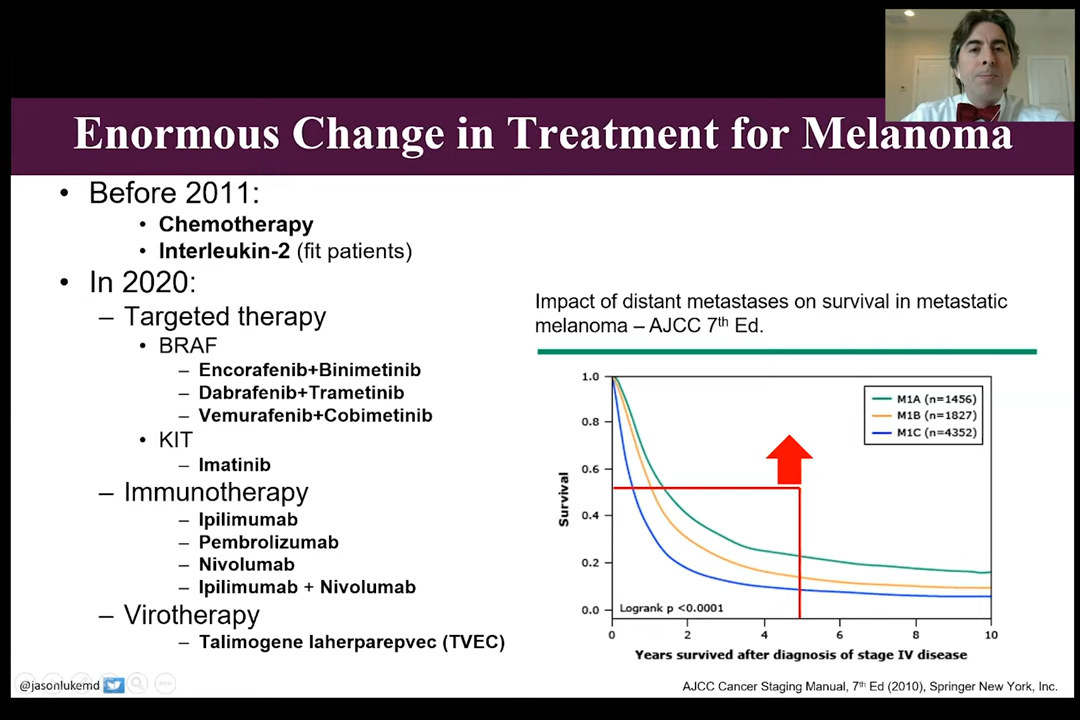 Enormous Change in Treatment for Melanoma
• Before 2011:
• Chemotherapy
• Interleukin-2 (fit patients)
• In 2020:
– Targeted therapy
• BRAF
– Encorafenib+Binimetinib
– Dabrafenib+Trametinib
– Vemurafenib+Cobimetinib
• KIT
– Imatinib
– Immunotherapy
– Ipilimumab
– Pembrolizumab
– Nivolumab
– Ipilimumab + Nivolumab
– Virotherapy
– Talimogene laherparepvec (TVEC)
@jasonlukemd
Impact of distant metastases on survival in metastatic
melanoma – AJCC 7th Ed.
M1A (n=1456)
M1B (n=1827)
M1C (n=4352)
Survival
1.0
0.8
0.6
0.4
0.2
0.0
Logrank p <0.0001
0 2 4 6 8 10
Years survived after diagnosis of stage IV disease
AJCC Cancer Staging Manual, 7th Ed (2010), Springer New York, Inc.